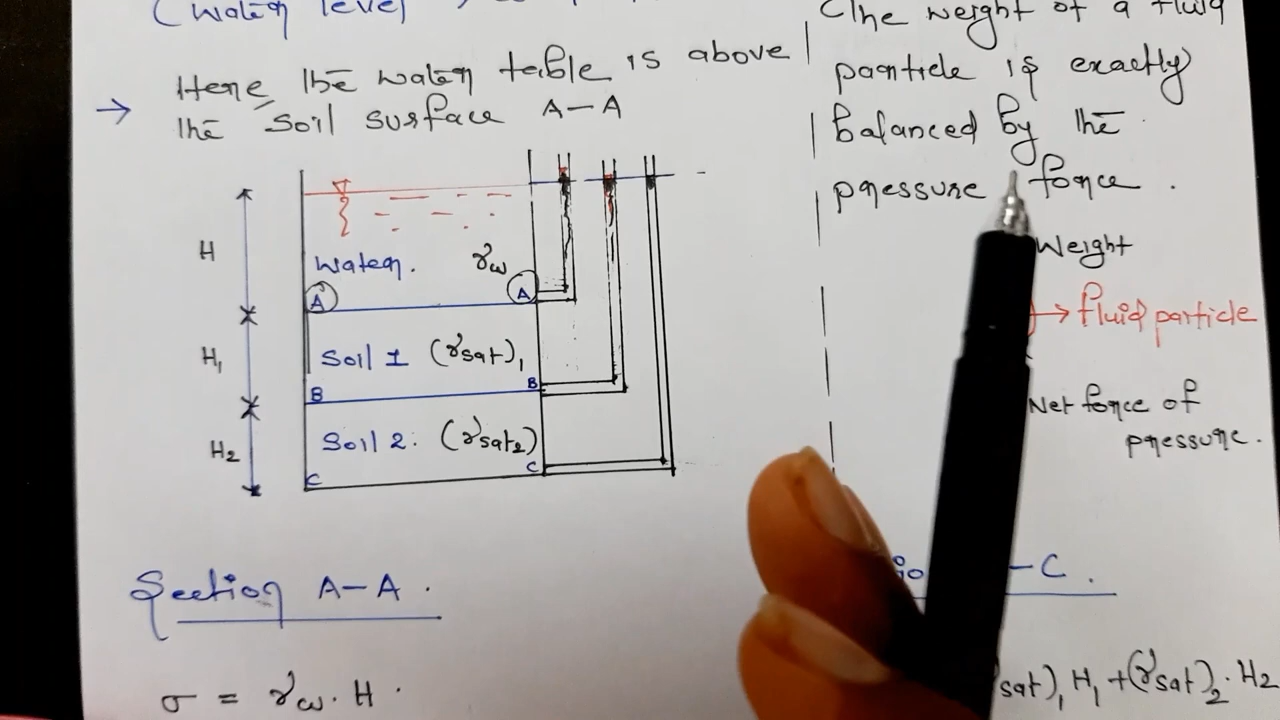 (Water level
→ Here the water table is above
the soil surface A-A
H
Water. γw
A A
H₁
Soil 1 (γsat)₁
B B
H₂
Soil 2. (γsat₂)
C C
Section A-A.
σ = γw. H.
The weight of a fluid
particle is exactly
balanced by the
pressure force.
Weight
→ fluid particle
Net force of
pressure.
-C.
sat)₁ H₁ + (γsat)₂. H₂